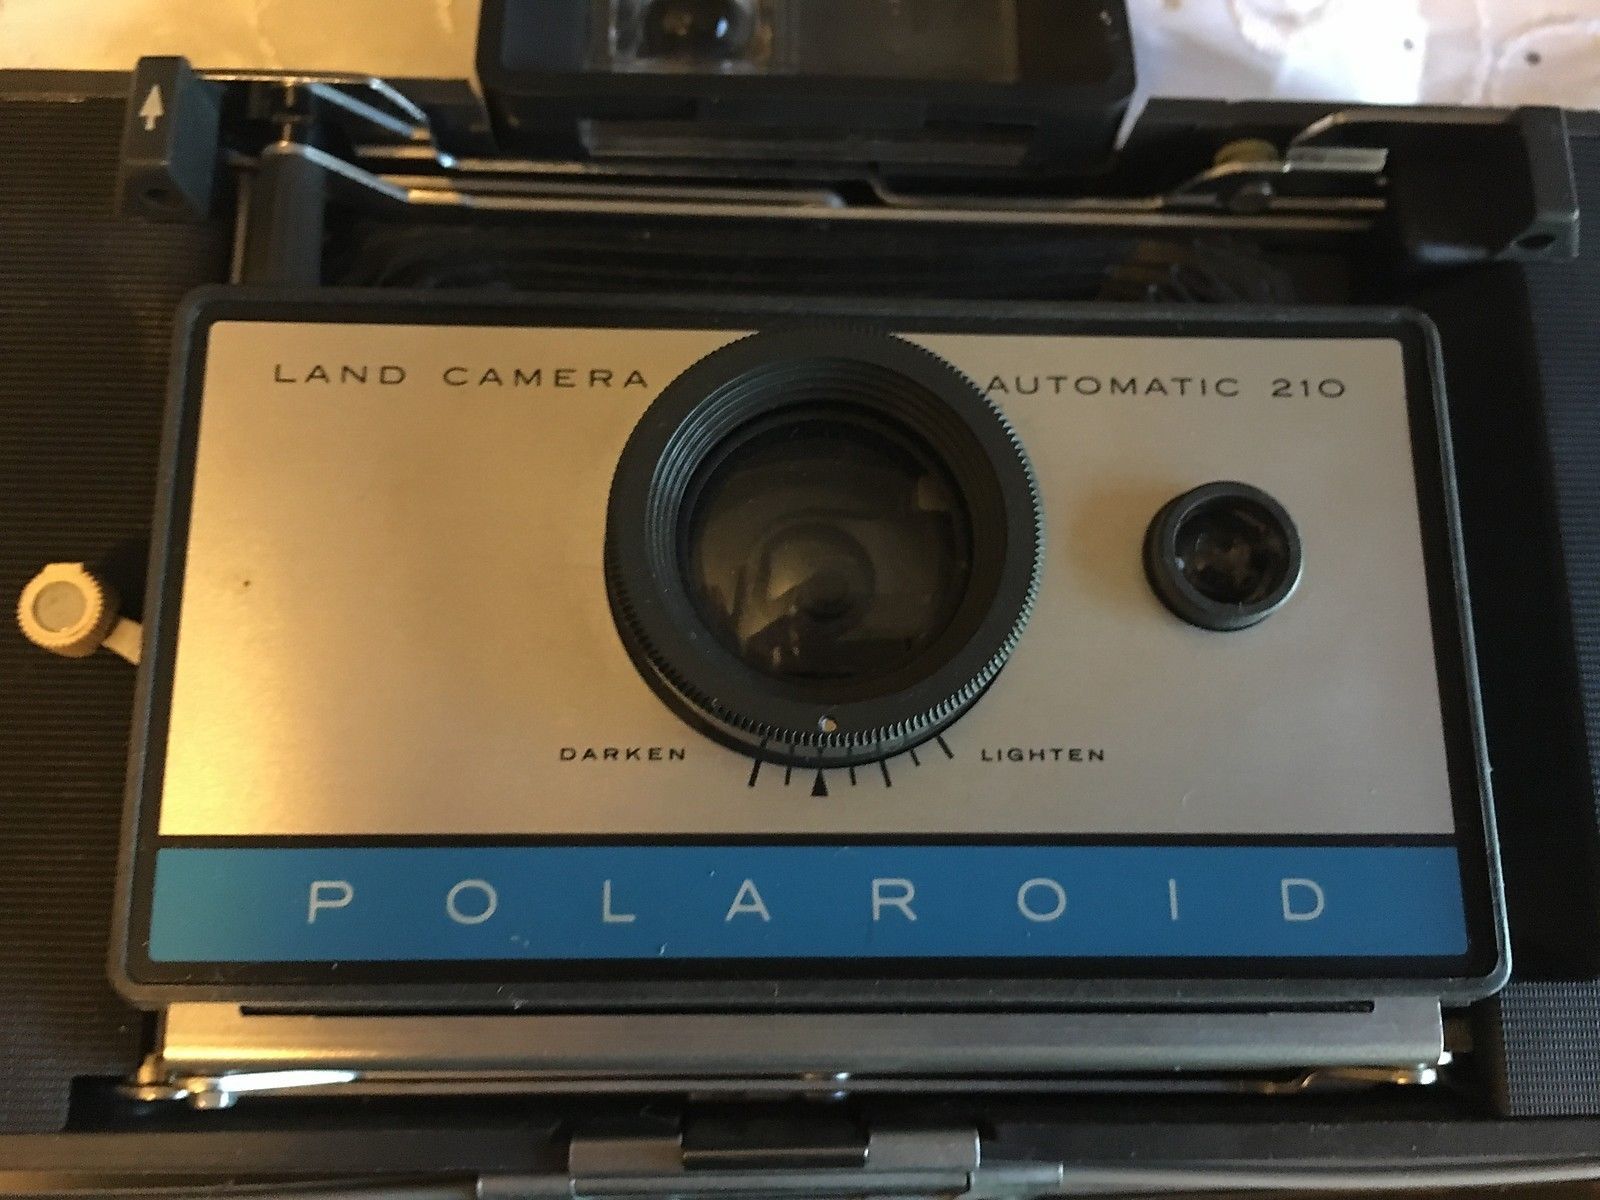 LAND CAMERA AUTOMATIC 210
DARKEN LIGHTEN
POLAROID